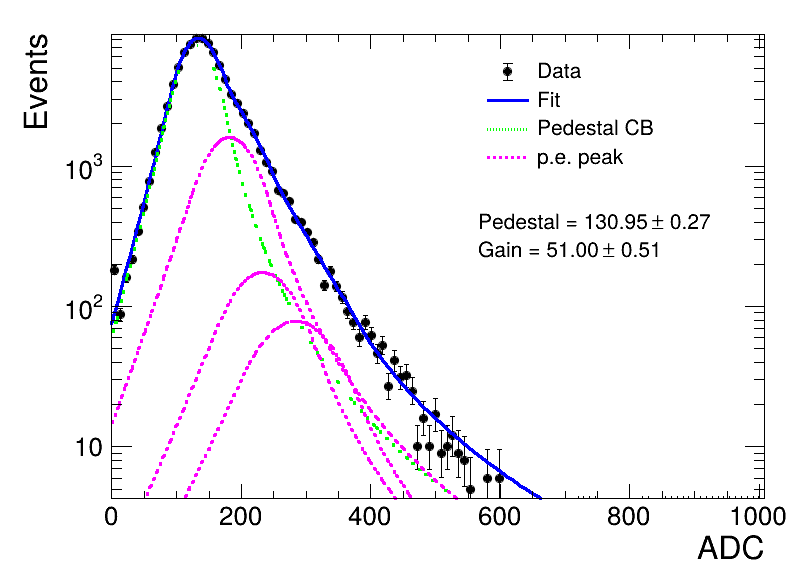 Events
Data
Fit
Pedestal CB
p.e. peak
Pedestal = 130.95 ± 0.27
Gain = 51.00 ± 0.51
10³
10²
10
0 200 400 600 800 1000
ADC